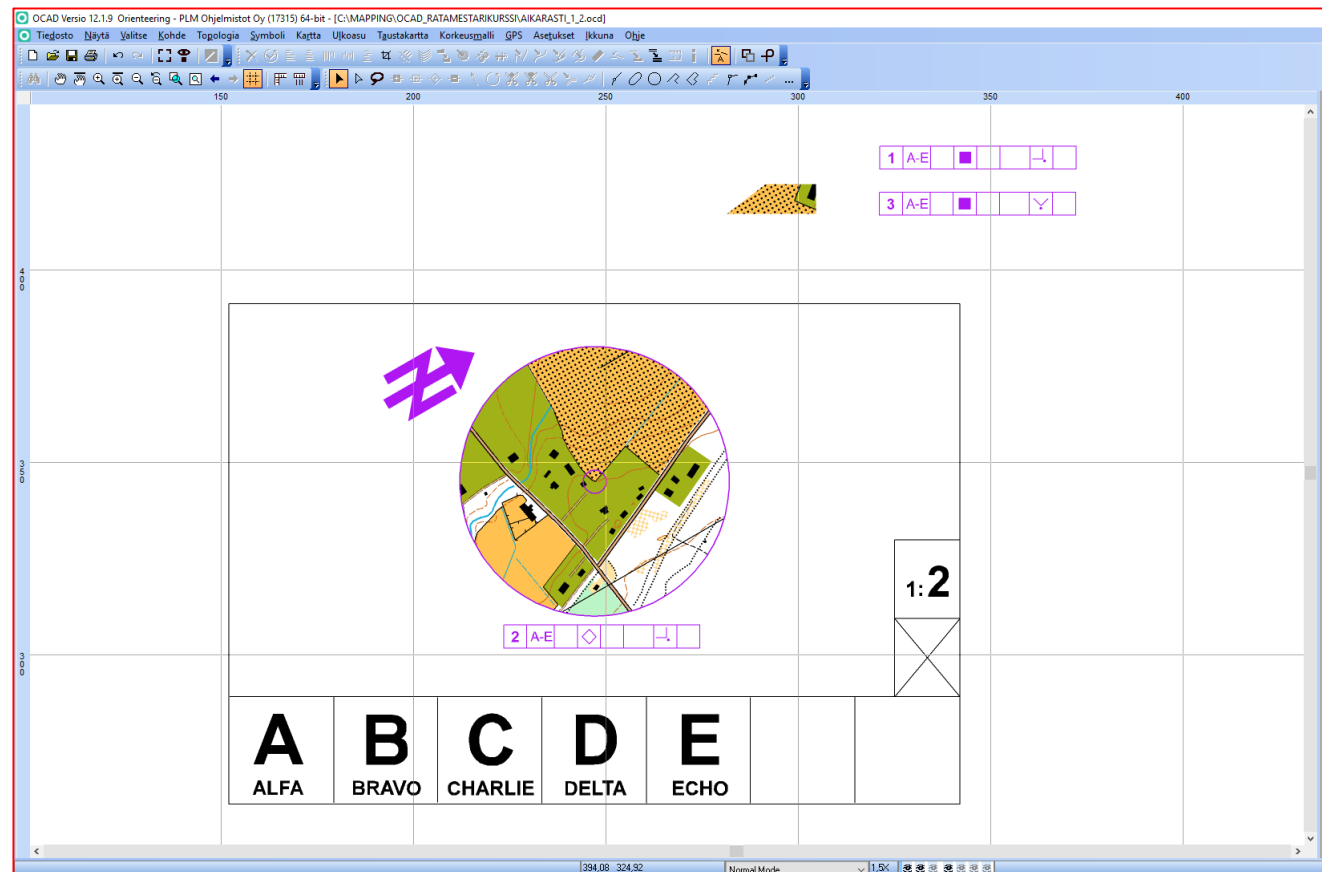 OCAD Versio 12.1.9 Orienteering - PLM Ohjelmistot Oy (17315) 64-bit - [C:\MAPPING\OCAD_RATAMESTARIKURSSI\AIKARASTI_1_2.ocd]
Tiedosto Näytä Valitse Kohde Topologia Symboli Kartta Ulkoasu Taustakartta Korkeusmalli GPS Asetukset Ikkuna Ohje
150 200 250 300 350 400
1 A-E
3 A-E
400
350
300
2 A-E
1:2
A B C D E
ALFA BRAVO CHARLIE DELTA ECHO
394,08 324,92 Normal Mode 1,5X